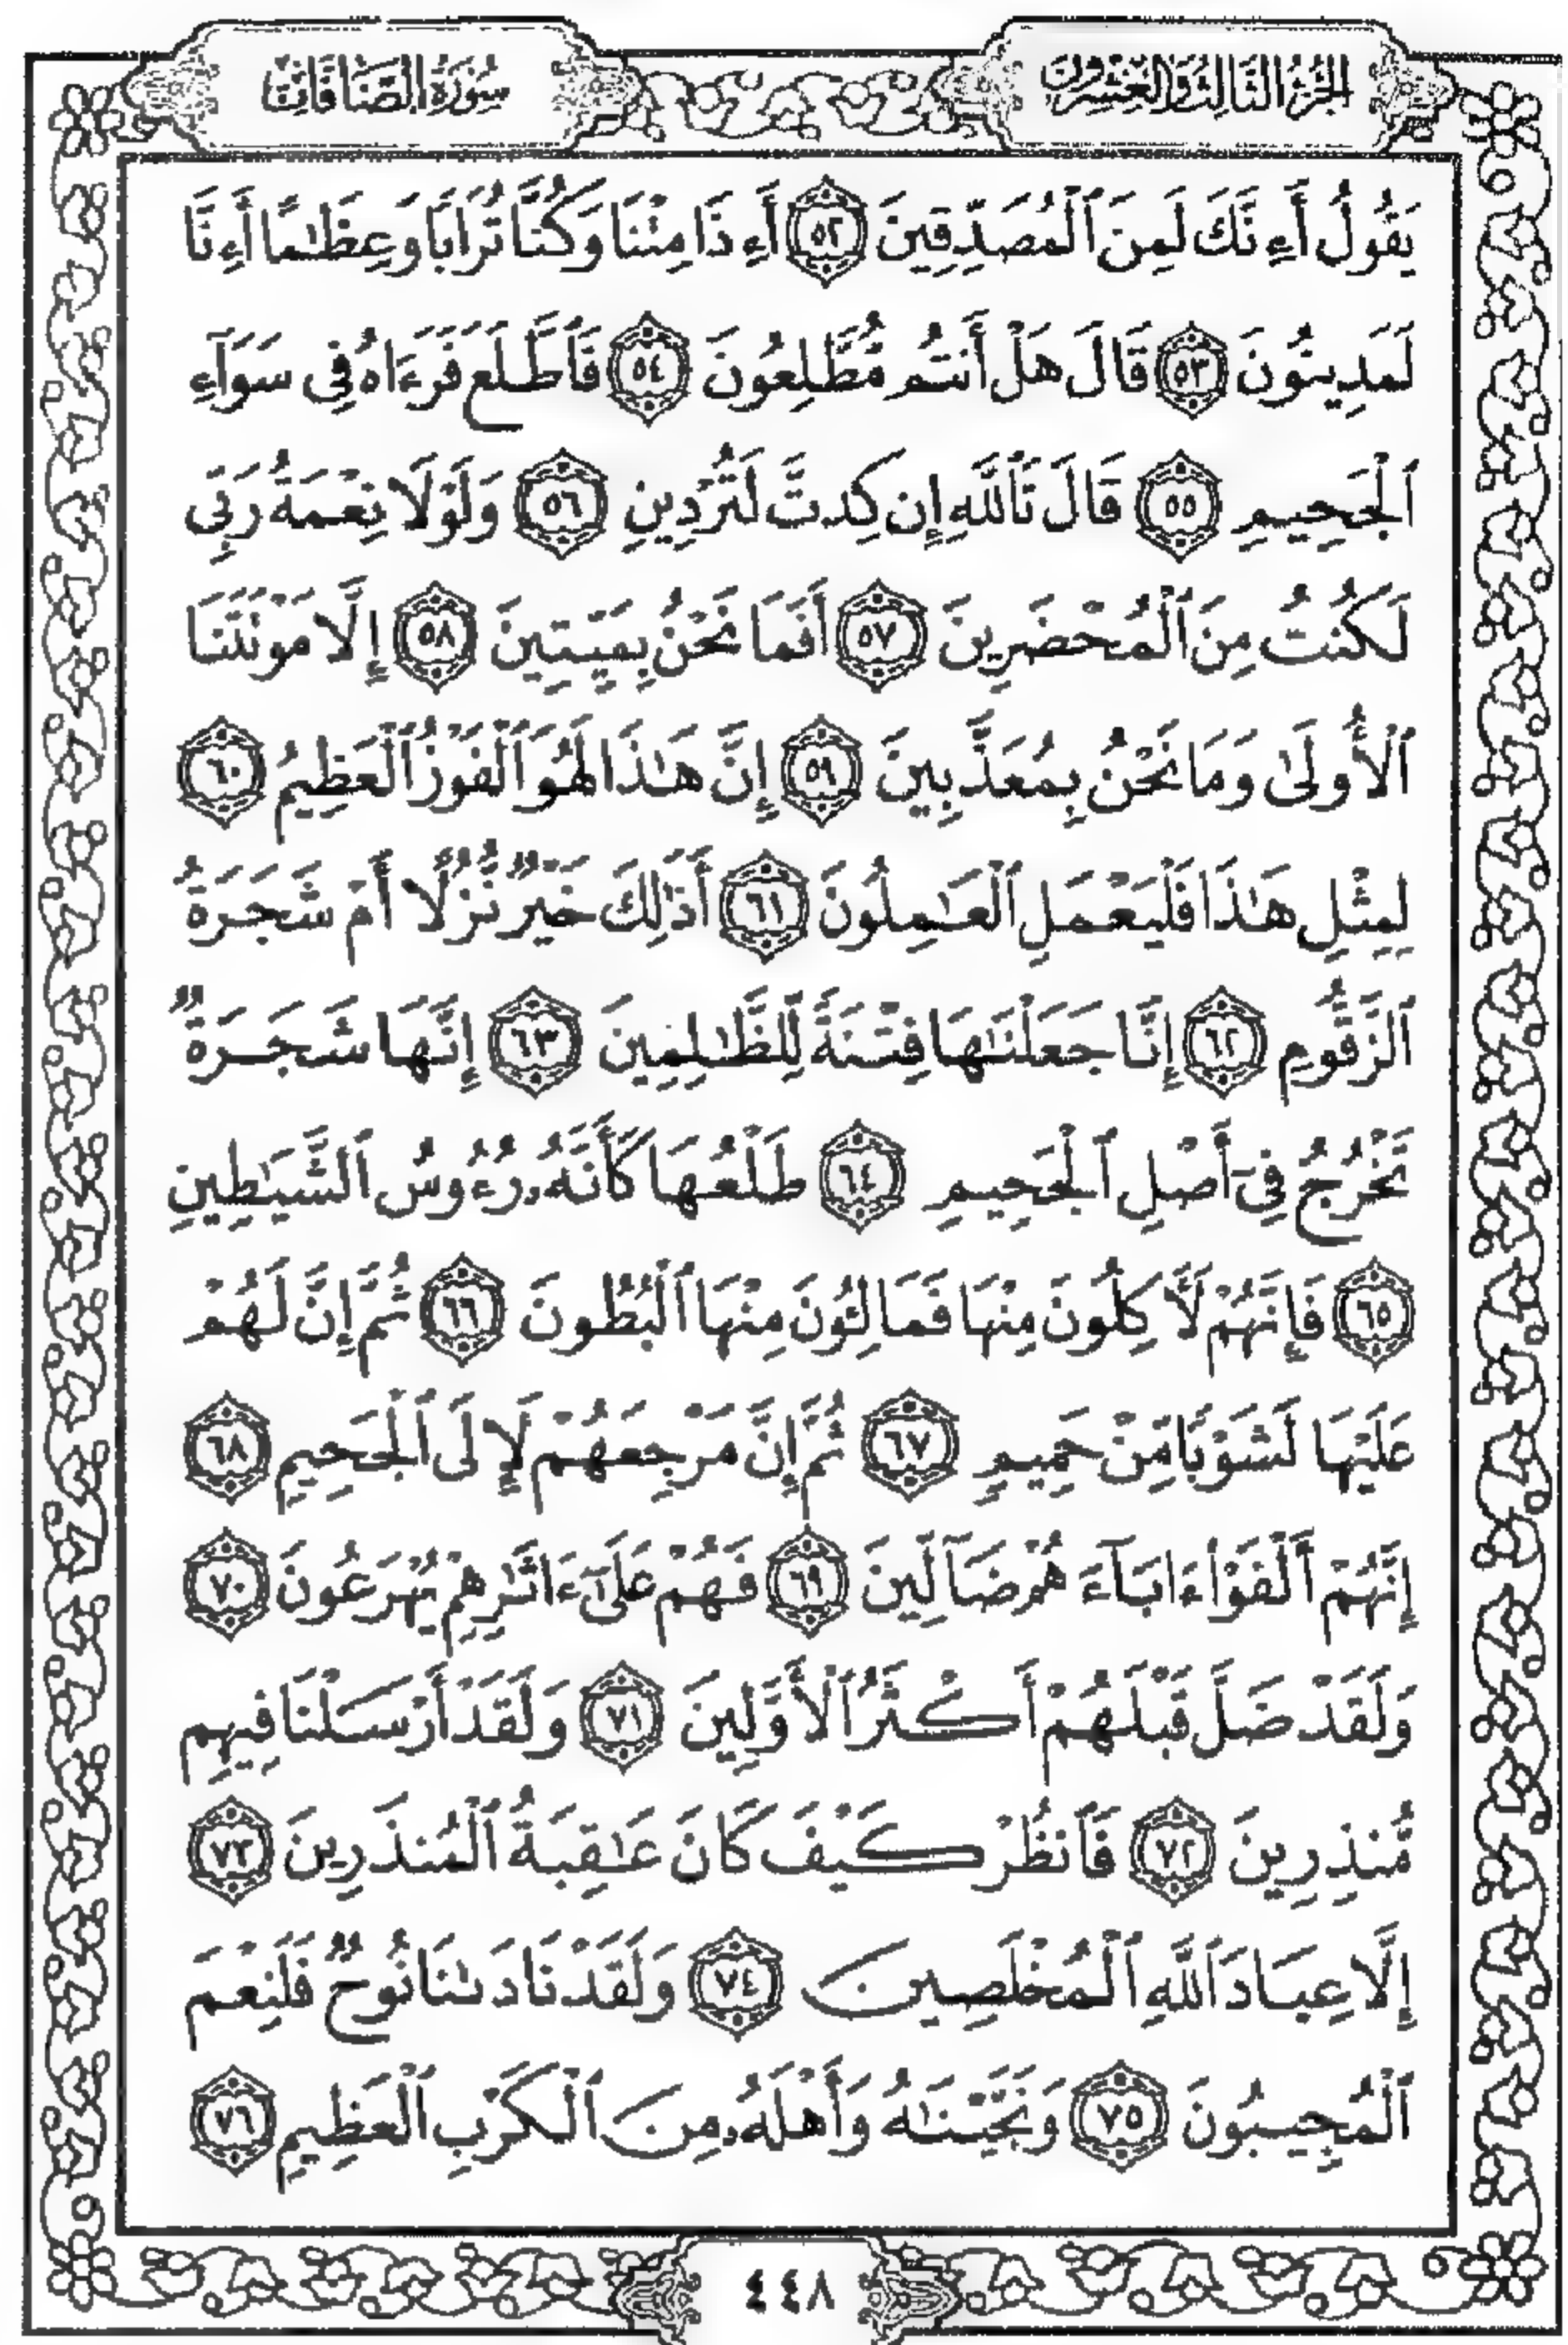 الجزء الثالث والعشرون
سورة الصافات
يَقُولُ أَءِنَّكَ لَمِنَ ٱلْمُصَدِّقِينَ ٥٢ أَءِذَا مِتْنَا وَكُنَّا تُرَابًا وَعِظَٰمًا أَءِنَّا
لَمَدِينُونَ ٥٣ قَالَ هَلْ أَنتُم مُّطَّلِعُونَ ٥٤ فَٱطَّلَعَ فَرَءَاهُ فِى سَوَآءِ
ٱلْجَحِيمِ ٥٥ قَالَ تَٱللَّهِ إِن كِدتَّ لَتُرْدِينِ ٥٦ وَلَوْلَا نِعْمَةُ رَبِّى
لَكُنتُ مِنَ ٱلْمُحْضَرِينَ ٥٧ أَفَمَا نَحْنُ بِمَيِّتِينَ ٥٨ إِلَّا مَوْتَتَنَا
ٱلْأُولَىٰ وَمَا نَحْنُ بِمُعَذَّبِينَ ٥٩ إِنَّ هَٰذَا لَهُوَ ٱلْفَوْزُ ٱلْعَظِيمُ ٦٠
لِمِثْلِ هَٰذَا فَلْيَعْمَلِ ٱلْعَٰمِلُونَ ٦١ أَذَٰلِكَ خَيْرٌ نُّزُلًا أَمْ شَجَرَةُ
ٱلزَّقُّومِ ٦٢ إِنَّا جَعَلْنَٰهَا فِتْنَةً لِّلظَّٰلِمِينَ ٦٣ إِنَّهَا شَجَرَةٌ
تَخْرُجُ فِىٓ أَصْلِ ٱلْجَحِيمِ ٦٤ طَلْعُهَا كَأَنَّهُۥ رُءُوسُ ٱلشَّيَٰطِينِ
٦٥ فَإِنَّهُمْ لَءَاكِلُونَ مِنْهَا فَمَالِـُٔونَ مِنْهَا ٱلْبُطُونَ ٦٦ ثُمَّ إِنَّ لَهُمْ
عَلَيْهَا لَشَوْبًا مِّنْ حَمِيمٍ ٦٧ ثُمَّ إِنَّ مَرْجِعَهُمْ لَإِلَى ٱلْجَحِيمِ ٦٨
إِنَّهُمْ أَلْفَوْا۟ ءَابَآءَهُمْ ضَآلِّينَ ٦٩ فَهُمْ عَلَىٰٓ ءَاثَٰرِهِمْ يُهْرَعُونَ ٧٠
وَلَقَدْ ضَلَّ قَبْلَهُمْ أَكْثَرُ ٱلْأَوَّلِينَ ٧١ وَلَقَدْ أَرْسَلْنَا فِيهِم
مُّنذِرِينَ ٧٢ فَٱنظُرْ كَيْفَ كَانَ عَٰقِبَةُ ٱلْمُنذَرِينَ ٧٣
إِلَّا عِبَادَ ٱللَّهِ ٱلْمُخْلَصِينَ ٧٤ وَلَقَدْ نَادَىٰنَا نُوحٌ فَلَنِعْمَ
ٱلْمُجِيبُونَ ٧٥ وَنَجَّيْنَٰهُ وَأَهْلَهُۥ مِنَ ٱلْكَرْبِ ٱلْعَظِيمِ ٧٦
٤٤٨